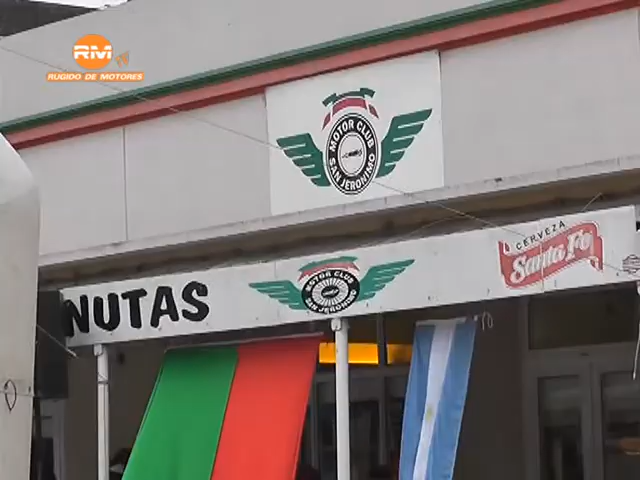 RM
RUGIDO DE MOTORES
MOTOR CLUB
SAN JERONIMO
NUTAS
MOTOR CLUB
SAN JERONIMO
CERVEZA
Santa Fe